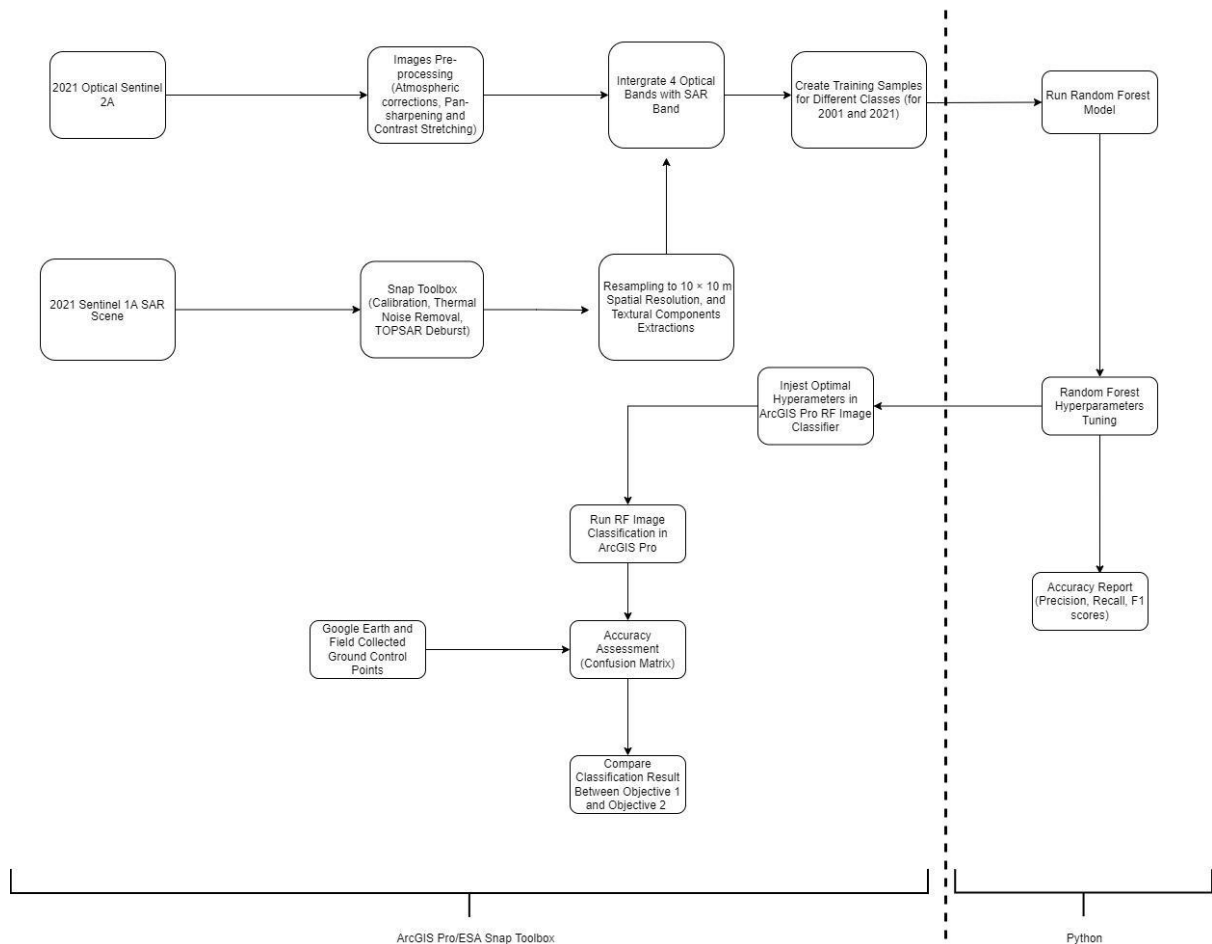 2021 Optical Sentinel
2A
Images Pre-
processing
(Atmospheric
corrections, Pan-
sharpening and
Contrast Stretching)
Intergrate 4 Optical
Bands with SAR
Band
Create Training Samples
for Different Classes (for
2001 and 2021)
Run Random Forest
Model
2021 Sentinel 1A SAR
Scene
Snap Toolbox
(Calibration, Thermal
Noise Removal,
TOPSAR Deburst)
Resampling to 10 × 10 m
Spatial Resolution, and
Textural Components
Extractions
Injest Optimal
Hyperameters in
ArcGIS Pro RF Image
Classifier
Random Forest
Hyperparameters
Tuning
Run RF Image
Classification in
ArcGIS Pro
Accuracy Report
(Precision, Recall, F1
scores)
Google Earth and
Field Collected
Ground Control
Points
Accuracy
Assessment
(Confusion Matrix)
Compare
Classification Result
Between Objective 1
and Objective 2
ArcGIS Pro/ESA Snap Toolbox
Python